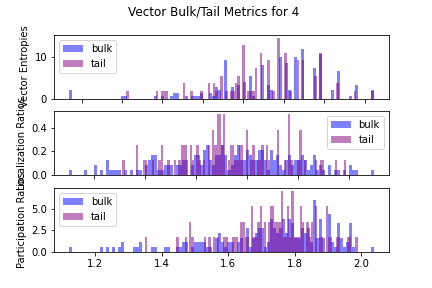 Vector Bulk/Tail Metrics for 4
Vector Entropies
10
0
bulk
tail
Localization Ratios
0.4
0.2
0.0
bulk
tail
Participation Ratios
5.0
2.5
0.0
bulk
tail
1.2 1.4 1.6 1.8 2.0